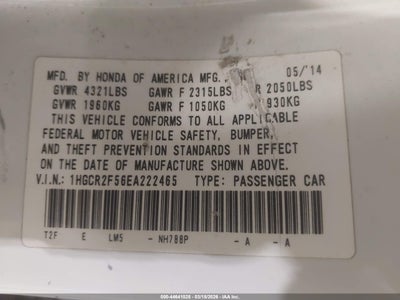 MFD. BY HONDA OF AMERICA MFG., 05/'14
GVWR 4321LBS GAWR F 2315LBS R 2050LBS
GVWR 1960KG GAWR F 1050KG 930KG
THIS VEHICLE CONFORMS TO ALL APPLICABLE
FEDERAL MOTOR VEHICLE SAFETY, BUMPER,
AND THEFT PREVENTION STANDARDS IN EFFECT
ON THE DATE OF MANUFACTURE SHOWN ABOVE.
V.I.N.: 1HGCR2F56EA222465 TYPE: PASSENGER CAR
T2F E LM5 - NH788P - A - A
500-44641025 | 03/18/2026 | IAA Inc.